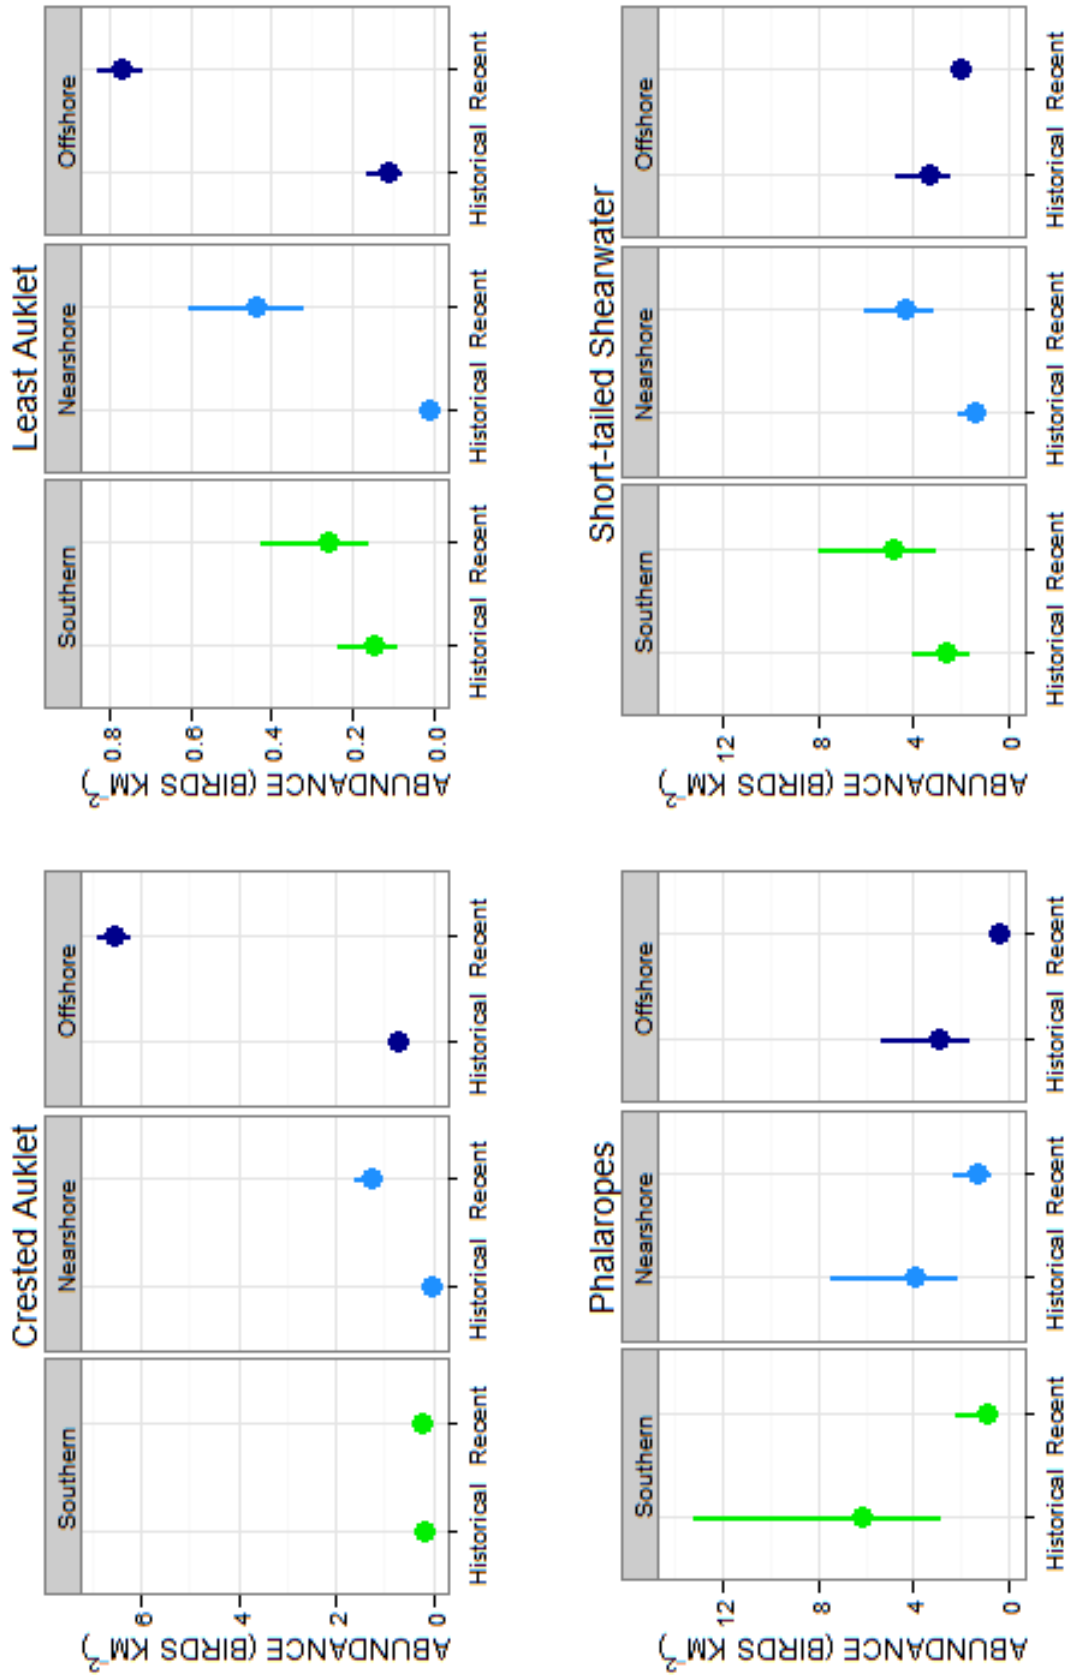 Crested Auklet
Southern
Nearshore
Offshore
ABUNDANCE (BIRDS KM⁻²)
6
4
2
0
Historical Recent
Historical Recent
Historical Recent
Least Auklet
Southern
Nearshore
Offshore
ABUNDANCE (BIRDS KM⁻²)
0.8
0.6
0.4
0.2
0.0
Historical Recent
Historical Recent
Historical Recent
Phalaropes
Southern
Nearshore
Offshore
ABUNDANCE (BIRDS KM⁻²)
12
8
4
0
Historical Recent
Historical Recent
Historical Recent
Short-tailed Shearwater
Southern
Nearshore
Offshore
ABUNDANCE (BIRDS KM⁻²)
12
8
4
0
Historical Recent
Historical Recent
Historical Recent